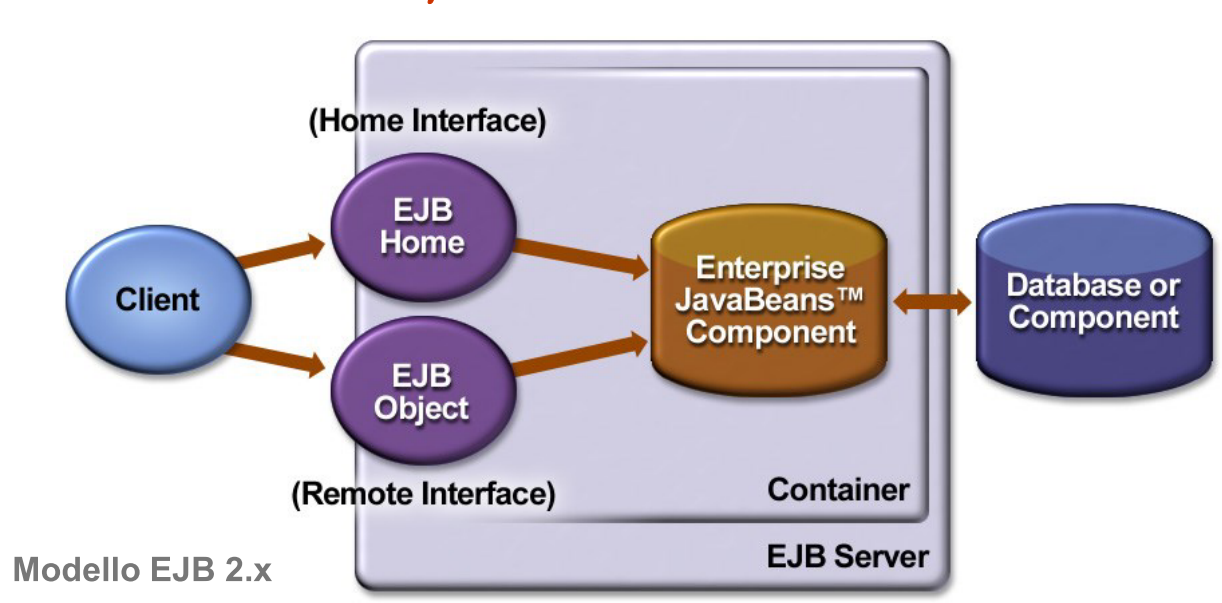 (Home Interface)
EJB
Home
Client
EJB
Object
(Remote Interface)
Enterprise
JavaBeans™
Component
Database or
Component
Container
EJB Server
Modello EJB 2.x